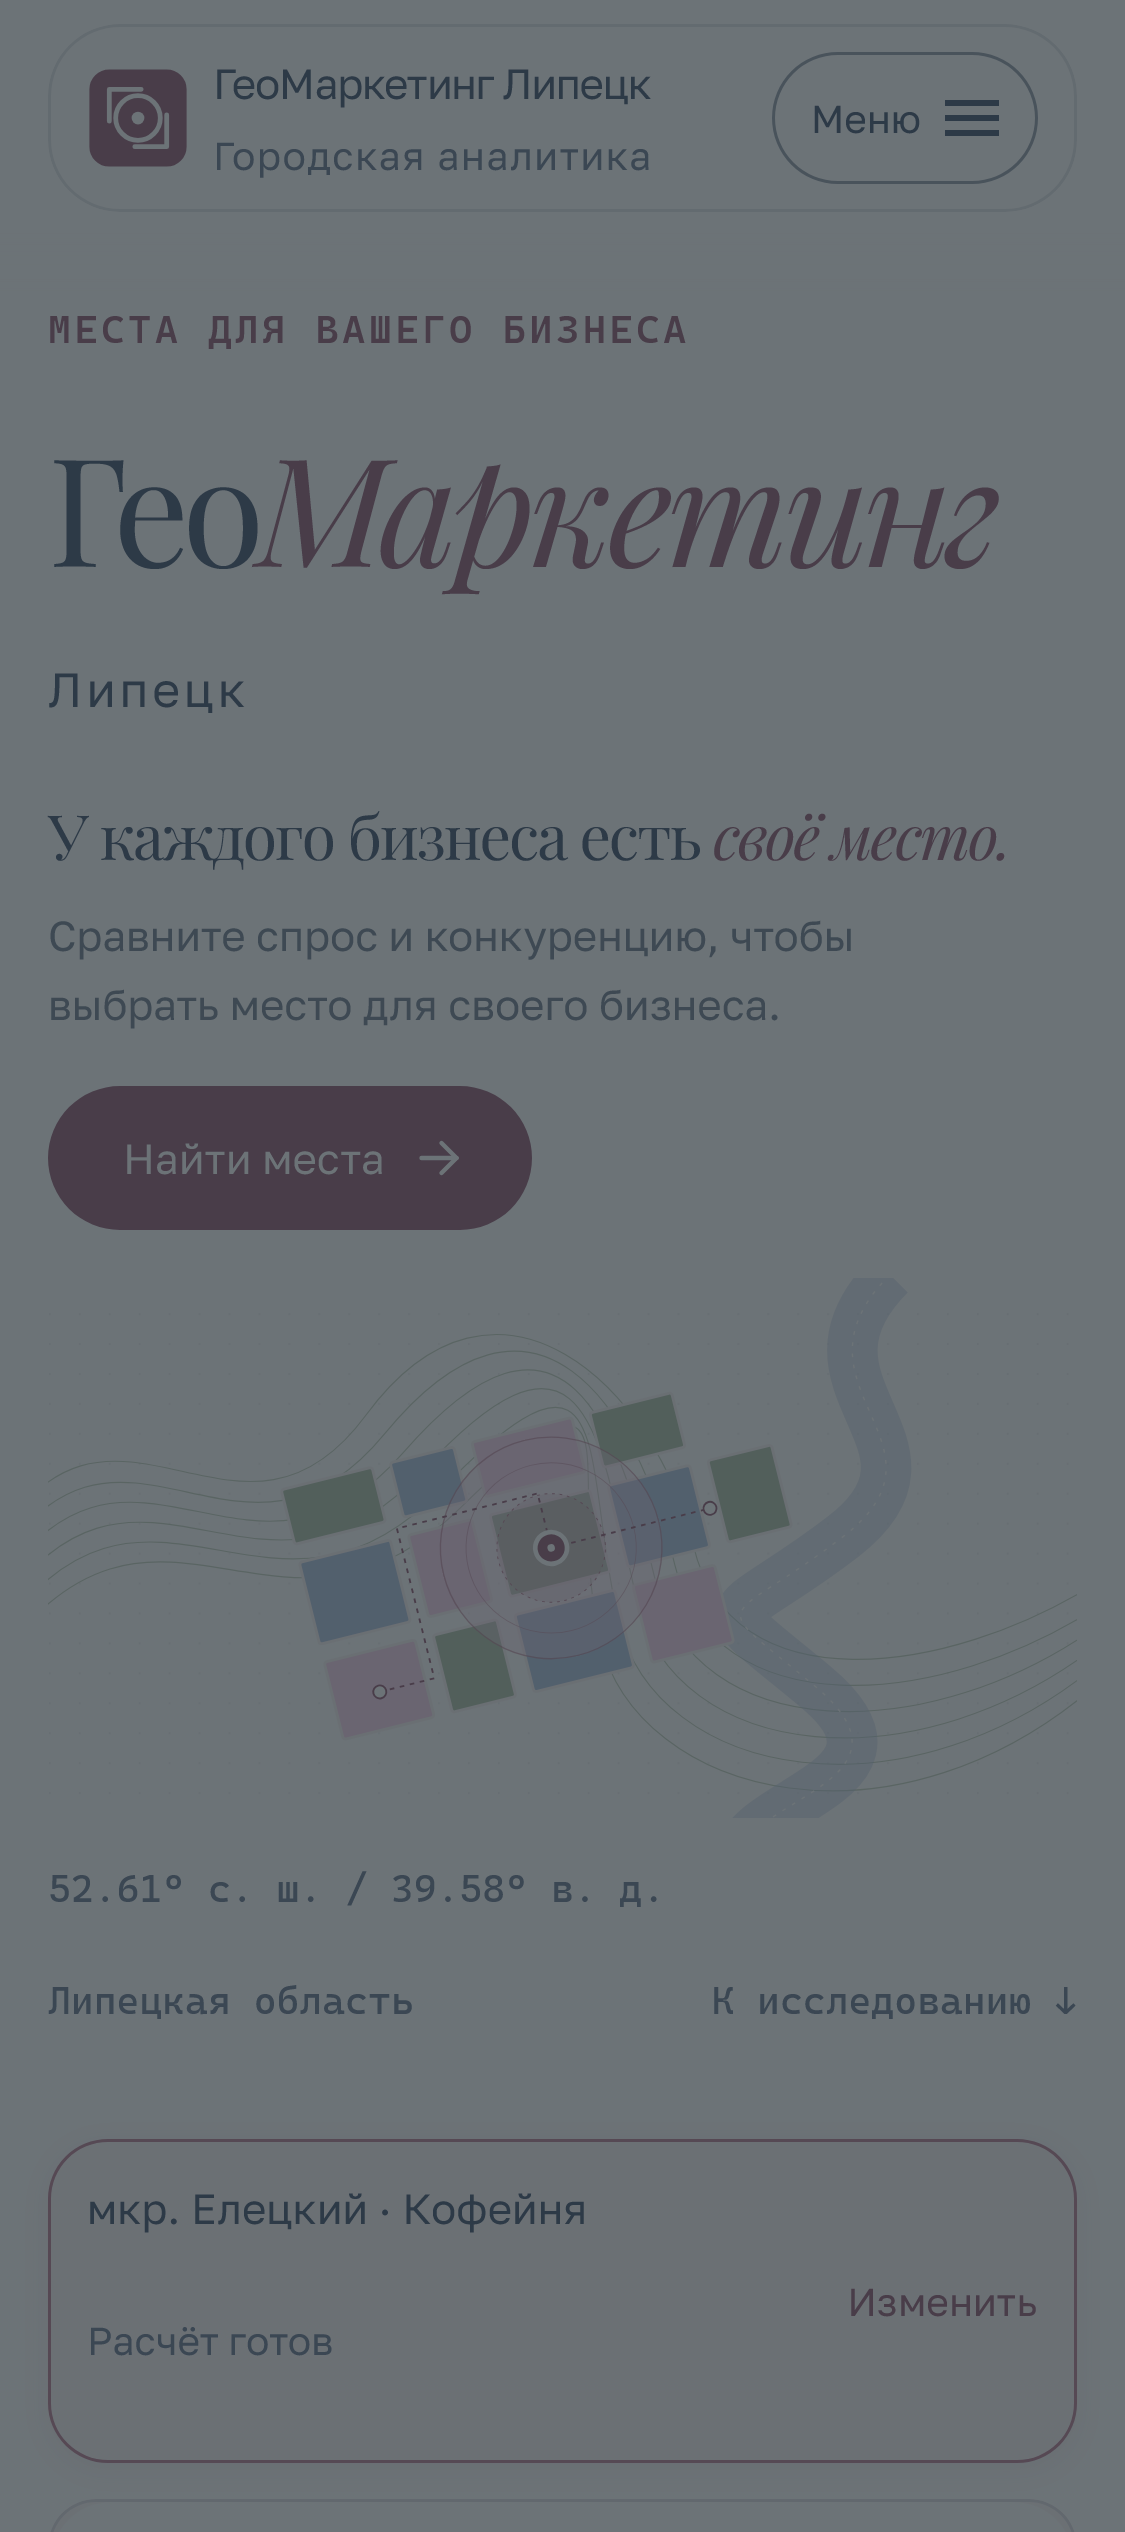 ГеоМаркетинг Липецк
Городская аналитика
Меню
МЕСТА ДЛЯ ВАШЕГО БИЗНЕСА
ГеоМаркетинг
Липецк
У каждого бизнеса есть своё место.
Сравните спрос и конкуренцию, чтобы
выбрать место для своего бизнеса.
Найти места →
52.61° с. ш. / 39.58° в. д.
Липецкая область
К исследованию ↓
мкр. Елецкий · Кофейня
Изменить
Расчёт готов